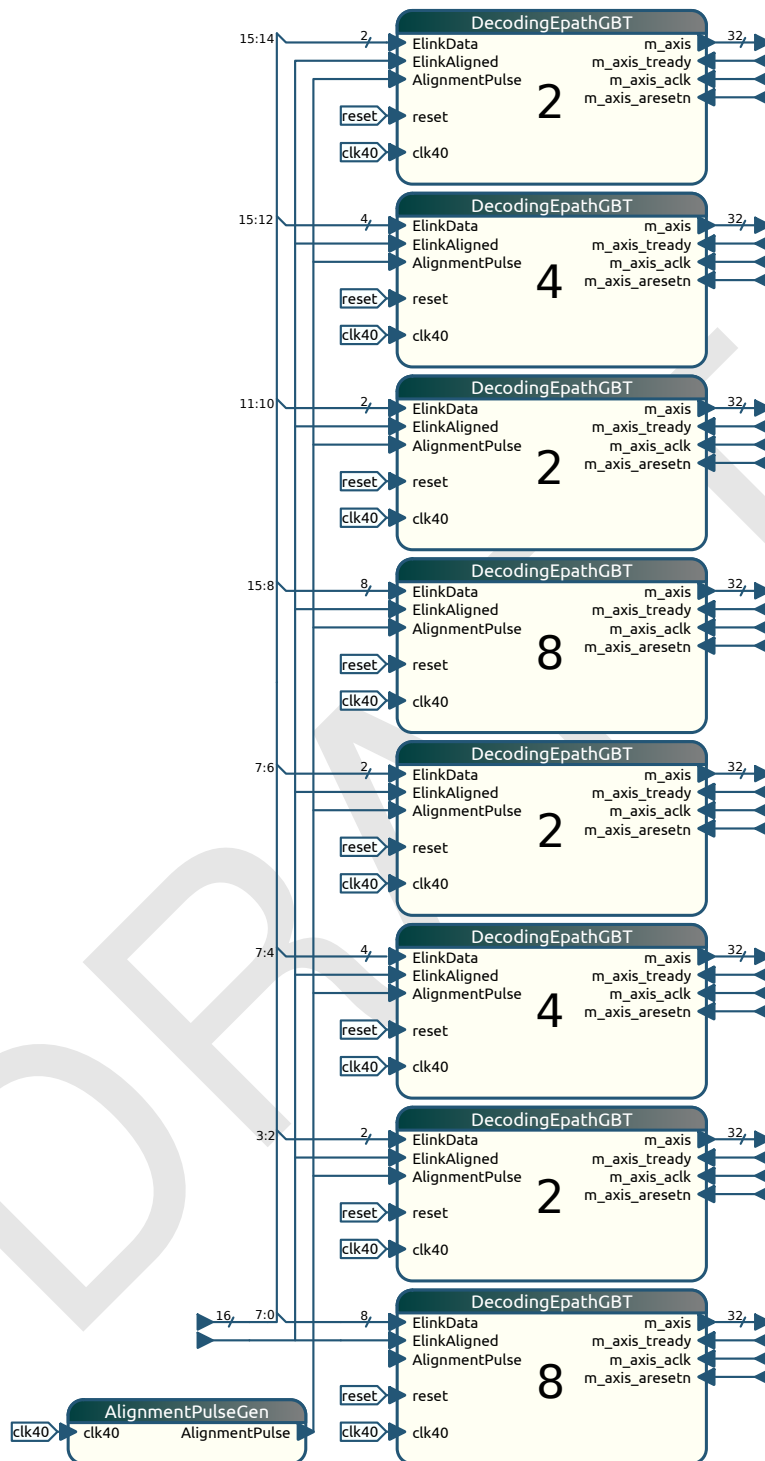 DecodingEpathGBT
15:14 2 ElinkData m_axis 32
ElinkAligned m_axis_tready
AlignmentPulse m_axis_aclk
2 m_axis_aresetn
reset reset
clk40 clk40
DecodingEpathGBT
15:12 4 ElinkData m_axis 32
ElinkAligned m_axis_tready
AlignmentPulse m_axis_aclk
4 m_axis_aresetn
reset reset
clk40 clk40
DecodingEpathGBT
11:10 2 ElinkData m_axis 32
ElinkAligned m_axis_tready
AlignmentPulse m_axis_aclk
2 m_axis_aresetn
reset reset
clk40 clk40
DecodingEpathGBT
15:8 8 ElinkData m_axis 32
ElinkAligned m_axis_tready
AlignmentPulse m_axis_aclk
8 m_axis_aresetn
reset reset
clk40 clk40
DecodingEpathGBT
7:6 2 ElinkData m_axis 32
ElinkAligned m_axis_tready
AlignmentPulse m_axis_aclk
2 m_axis_aresetn
reset reset
clk40 clk40
DecodingEpathGBT
7:4 4 ElinkData m_axis 32
ElinkAligned m_axis_tready
AlignmentPulse m_axis_aclk
4 m_axis_aresetn
reset reset
clk40 clk40
DecodingEpathGBT
3:2 2 ElinkData m_axis 32
ElinkAligned m_axis_tready
AlignmentPulse m_axis_aclk
2 m_axis_aresetn
reset reset
clk40 clk40
DecodingEpathGBT
16 7:0 8 ElinkData m_axis 32
ElinkAligned m_axis_tready
AlignmentPulse m_axis_aclk
8 m_axis_aresetn
reset reset
AlignmentPulseGen
clk40 clk40 AlignmentPulse clk40 clk40